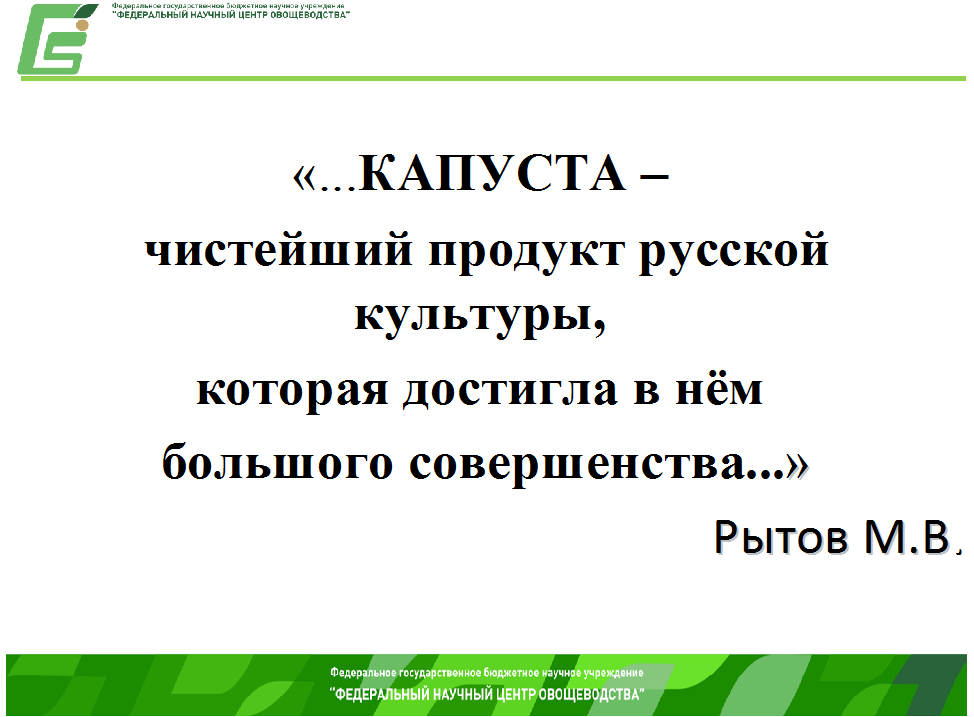 Федеральное государственное бюджетное научное учреждение
"ФЕДЕРАЛЬНЫЙ НАУЧНЫЙ ЦЕНТР ОВОЩЕВОДСТВА"
«...КАПУСТА –
чистейший продукт русской
культуры,
которая достигла в нём
большого совершенства...»
Рытов М.В.
Федеральное государственное бюджетное научное учреждение
"ФЕДЕРАЛЬНЫЙ НАУЧНЫЙ ЦЕНТР ОВОЩЕВОДСТВА"